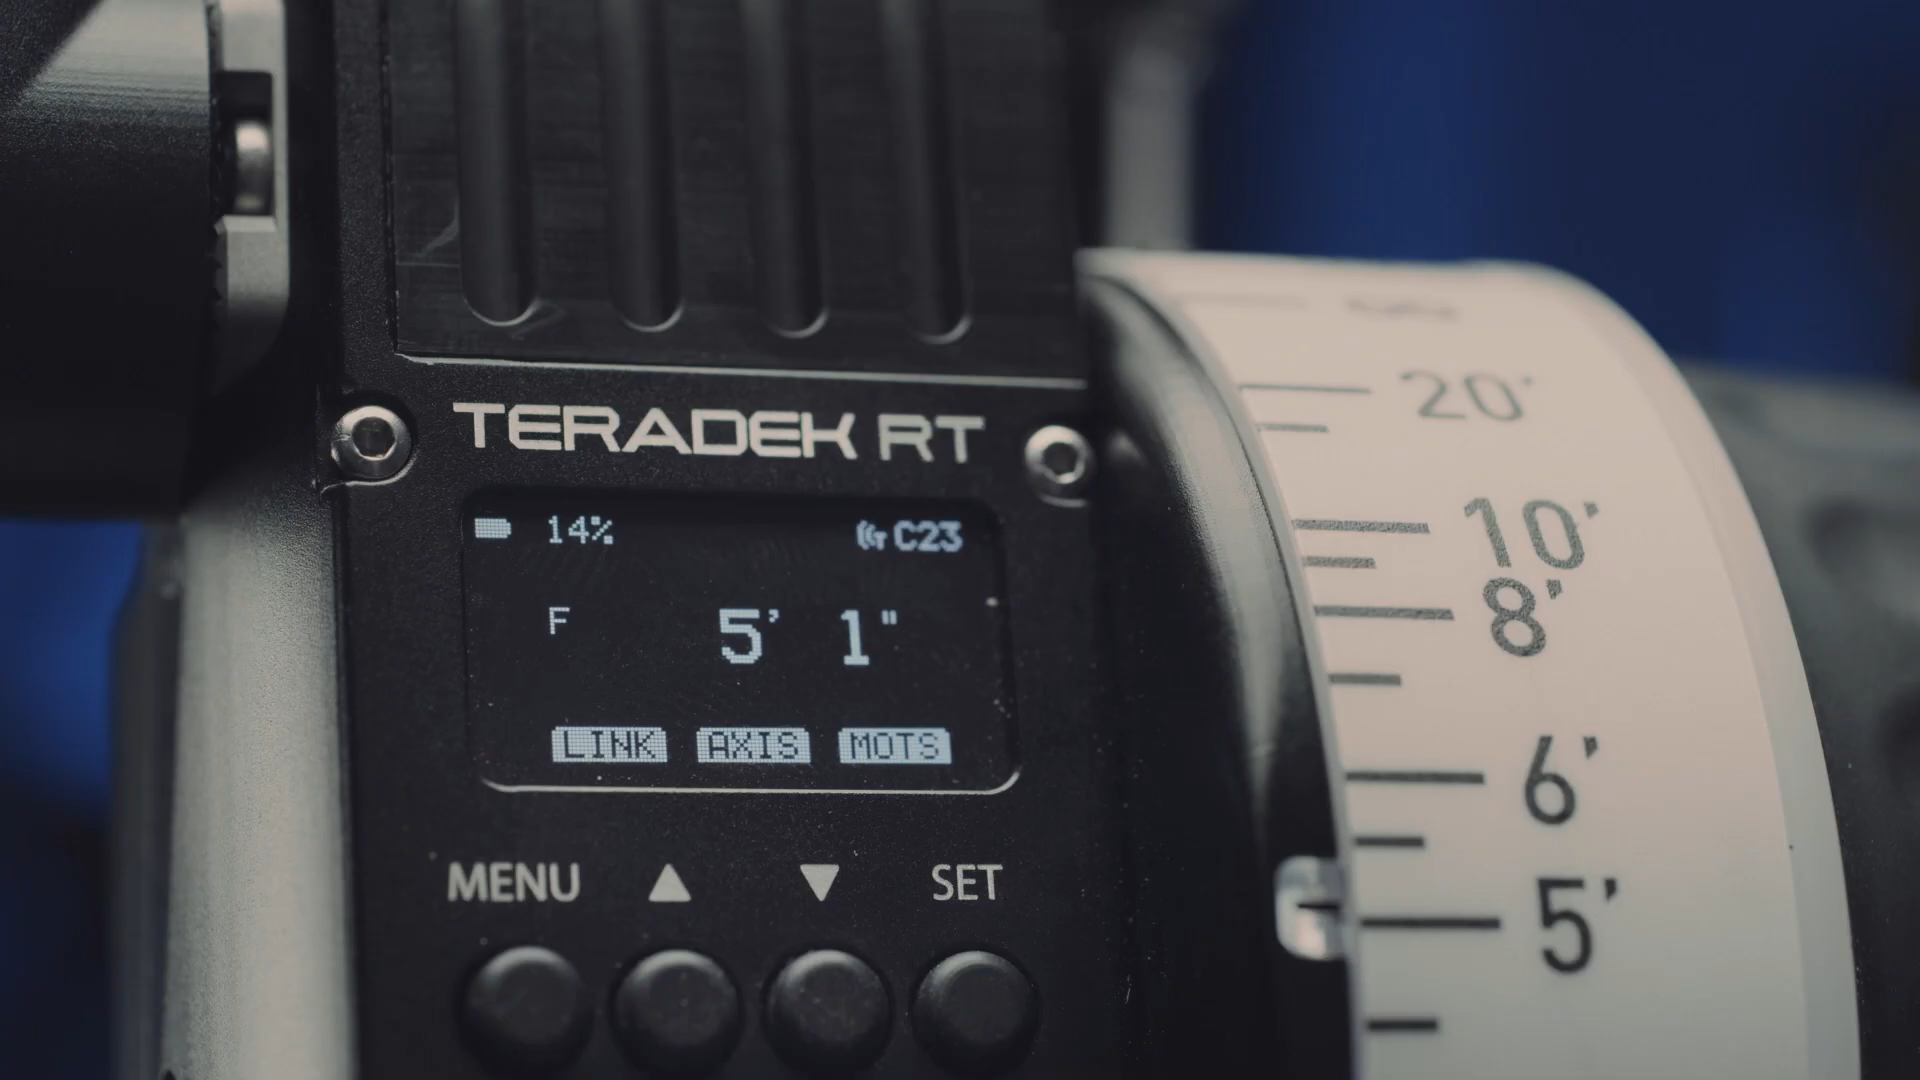 TERADEK RT
14% C23
F 5' 1"
LINK AXIS MOTS
MENU ▲ ▼ SET
20'
10'
8'
6'
5'